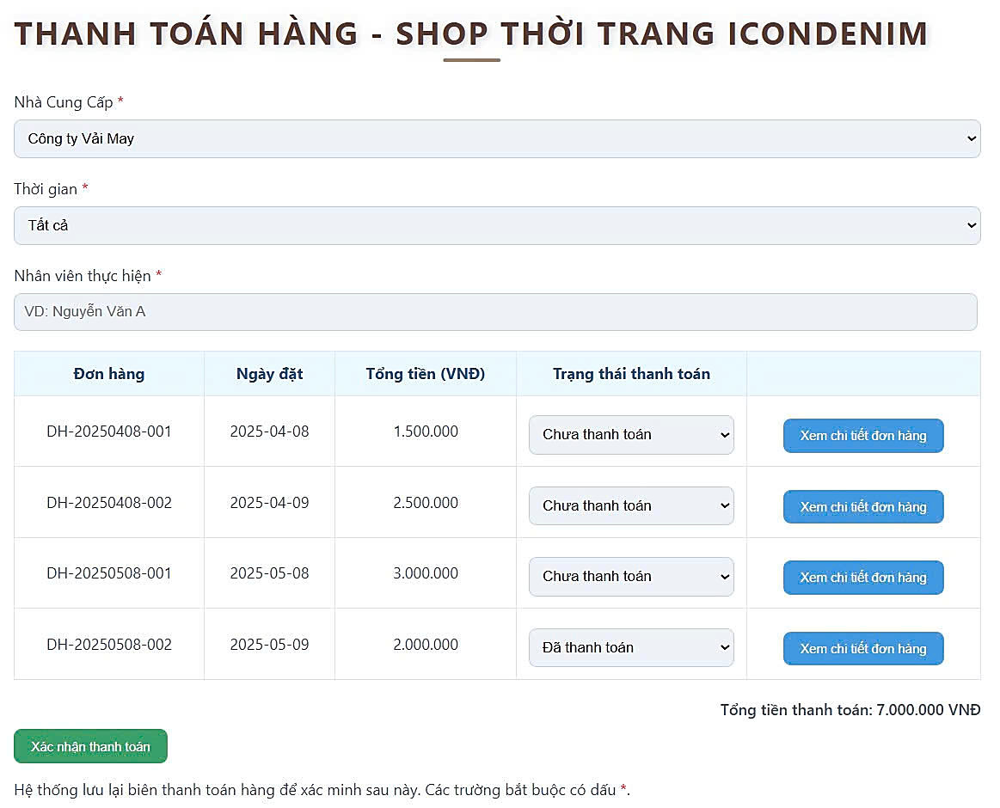 THANH TOÁN HÀNG - SHOP THỜI TRANG ICONDENIM
Nhà Cung Cấp *
Công ty Vải May
Thời gian *
Tất cả
Nhân viên thực hiện *
VD: Nguyễn Văn A
Đơn hàng Ngày đặt Tổng tiền (VNĐ) Trạng thái thanh toán
DH-20250408-001 2025-04-08 1.500.000 Chưa thanh toán Xem chi tiết đơn hàng
DH-20250408-002 2025-04-09 2.500.000 Chưa thanh toán Xem chi tiết đơn hàng
DH-20250508-001 2025-05-08 3.000.000 Chưa thanh toán Xem chi tiết đơn hàng
DH-20250508-002 2025-05-09 2.000.000 Đã thanh toán Xem chi tiết đơn hàng
Tổng tiền thanh toán: 7.000.000 VNĐ
Xác nhận thanh toán
Hệ thống lưu lại biên thanh toán hàng để xác minh sau này. Các trường bắt buộc có dấu *.